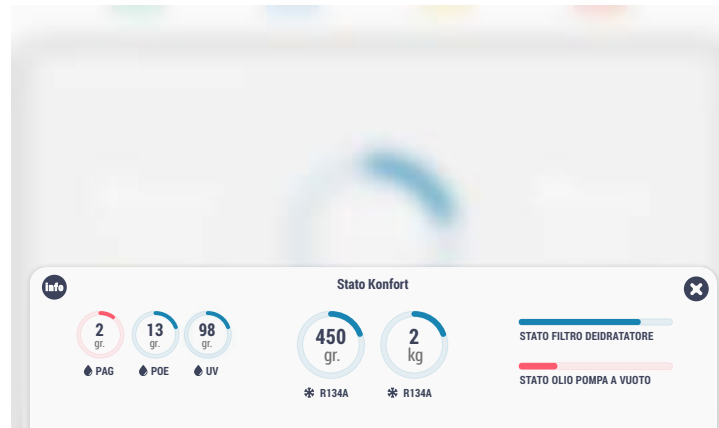 info
Stato Konfort
2
gr.
PAG
13
gr.
POE
98
gr.
UV
450
gr.
R134A
2
kg
R134A
STATO FILTRO DEIDRATATORE
STATO OLIO POMPA A VUOTO